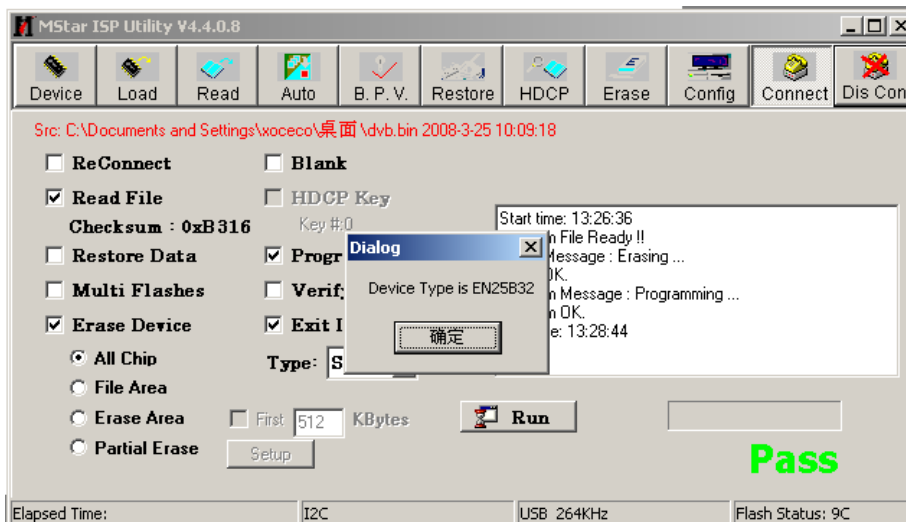 MStar ISP Utility V4.4.0.8
Device Load Read Auto B. P. V. Restore HDCP Erase Config Connect Dis Con
Src: C:\Documents and Settings\xoceco\桌面\dvb.bin 2008-3-25 10:09:18
ReConnect Blank
Read File HDCP Key
Checksum : 0xB316 Key #:0
Restore Data Progr
Multi Flashes Verify
Erase Device Exit I
All Chip Type: S
File Area
Erase Area First 512 KBytes
Partial Erase Setup
Dialog
Device Type is EN25B32
确定
Start time: 13:26:36
m File Ready !!
Message : Erasing ...
OK.
m Message : Programming ...
m OK.
e: 13:28:44
Run
Pass
Elapsed Time: I2C USB 264KHz Flash Status: 9C